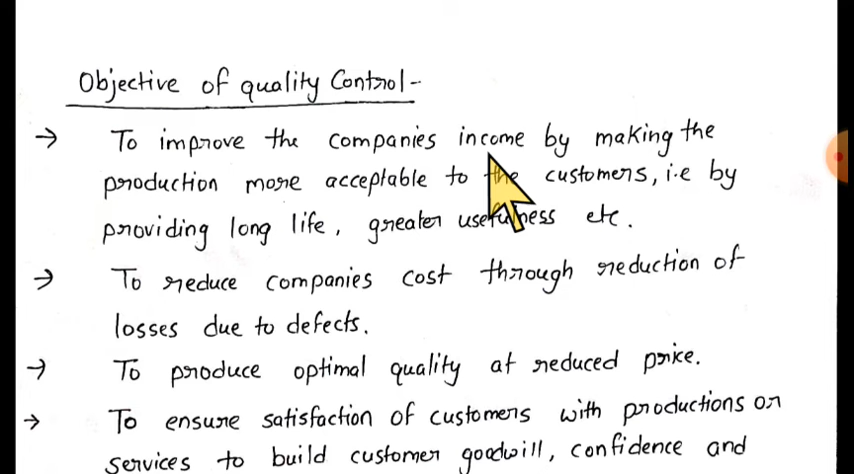 Objective of quality Control-
→ To improve the companies income by making the
production more acceptable to the customers, i.e by
providing long life, greater usefulness etc.
→ To reduce companies cost through reduction of
losses due to defects.
→ To produce optimal quality at reduced price.
→ To ensure satisfaction of customers with productions or
services to build customer goodwill, confidence and